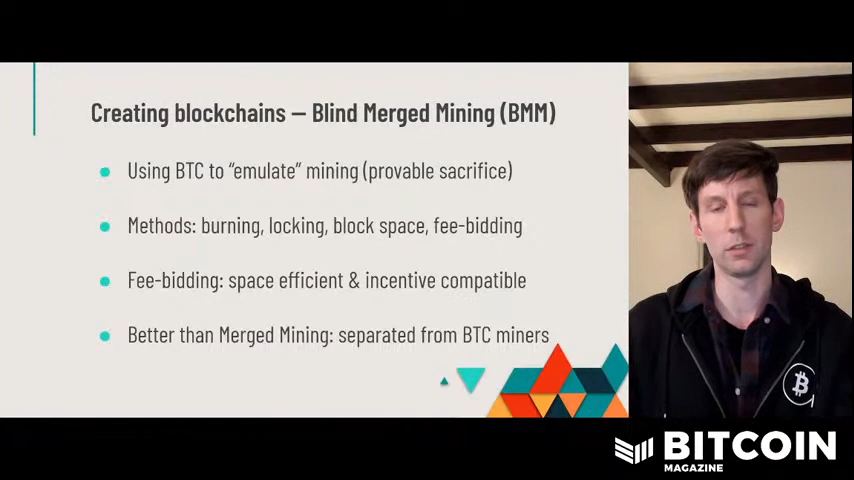 Creating blockchains — Blind Merged Mining (BMM)
Using BTC to “emulate” mining (provable sacrifice)
Methods: burning, locking, block space, fee-bidding
Fee-bidding: space efficient & incentive compatible
Better than Merged Mining: separated from BTC miners
BITCOIN
MAGAZINE